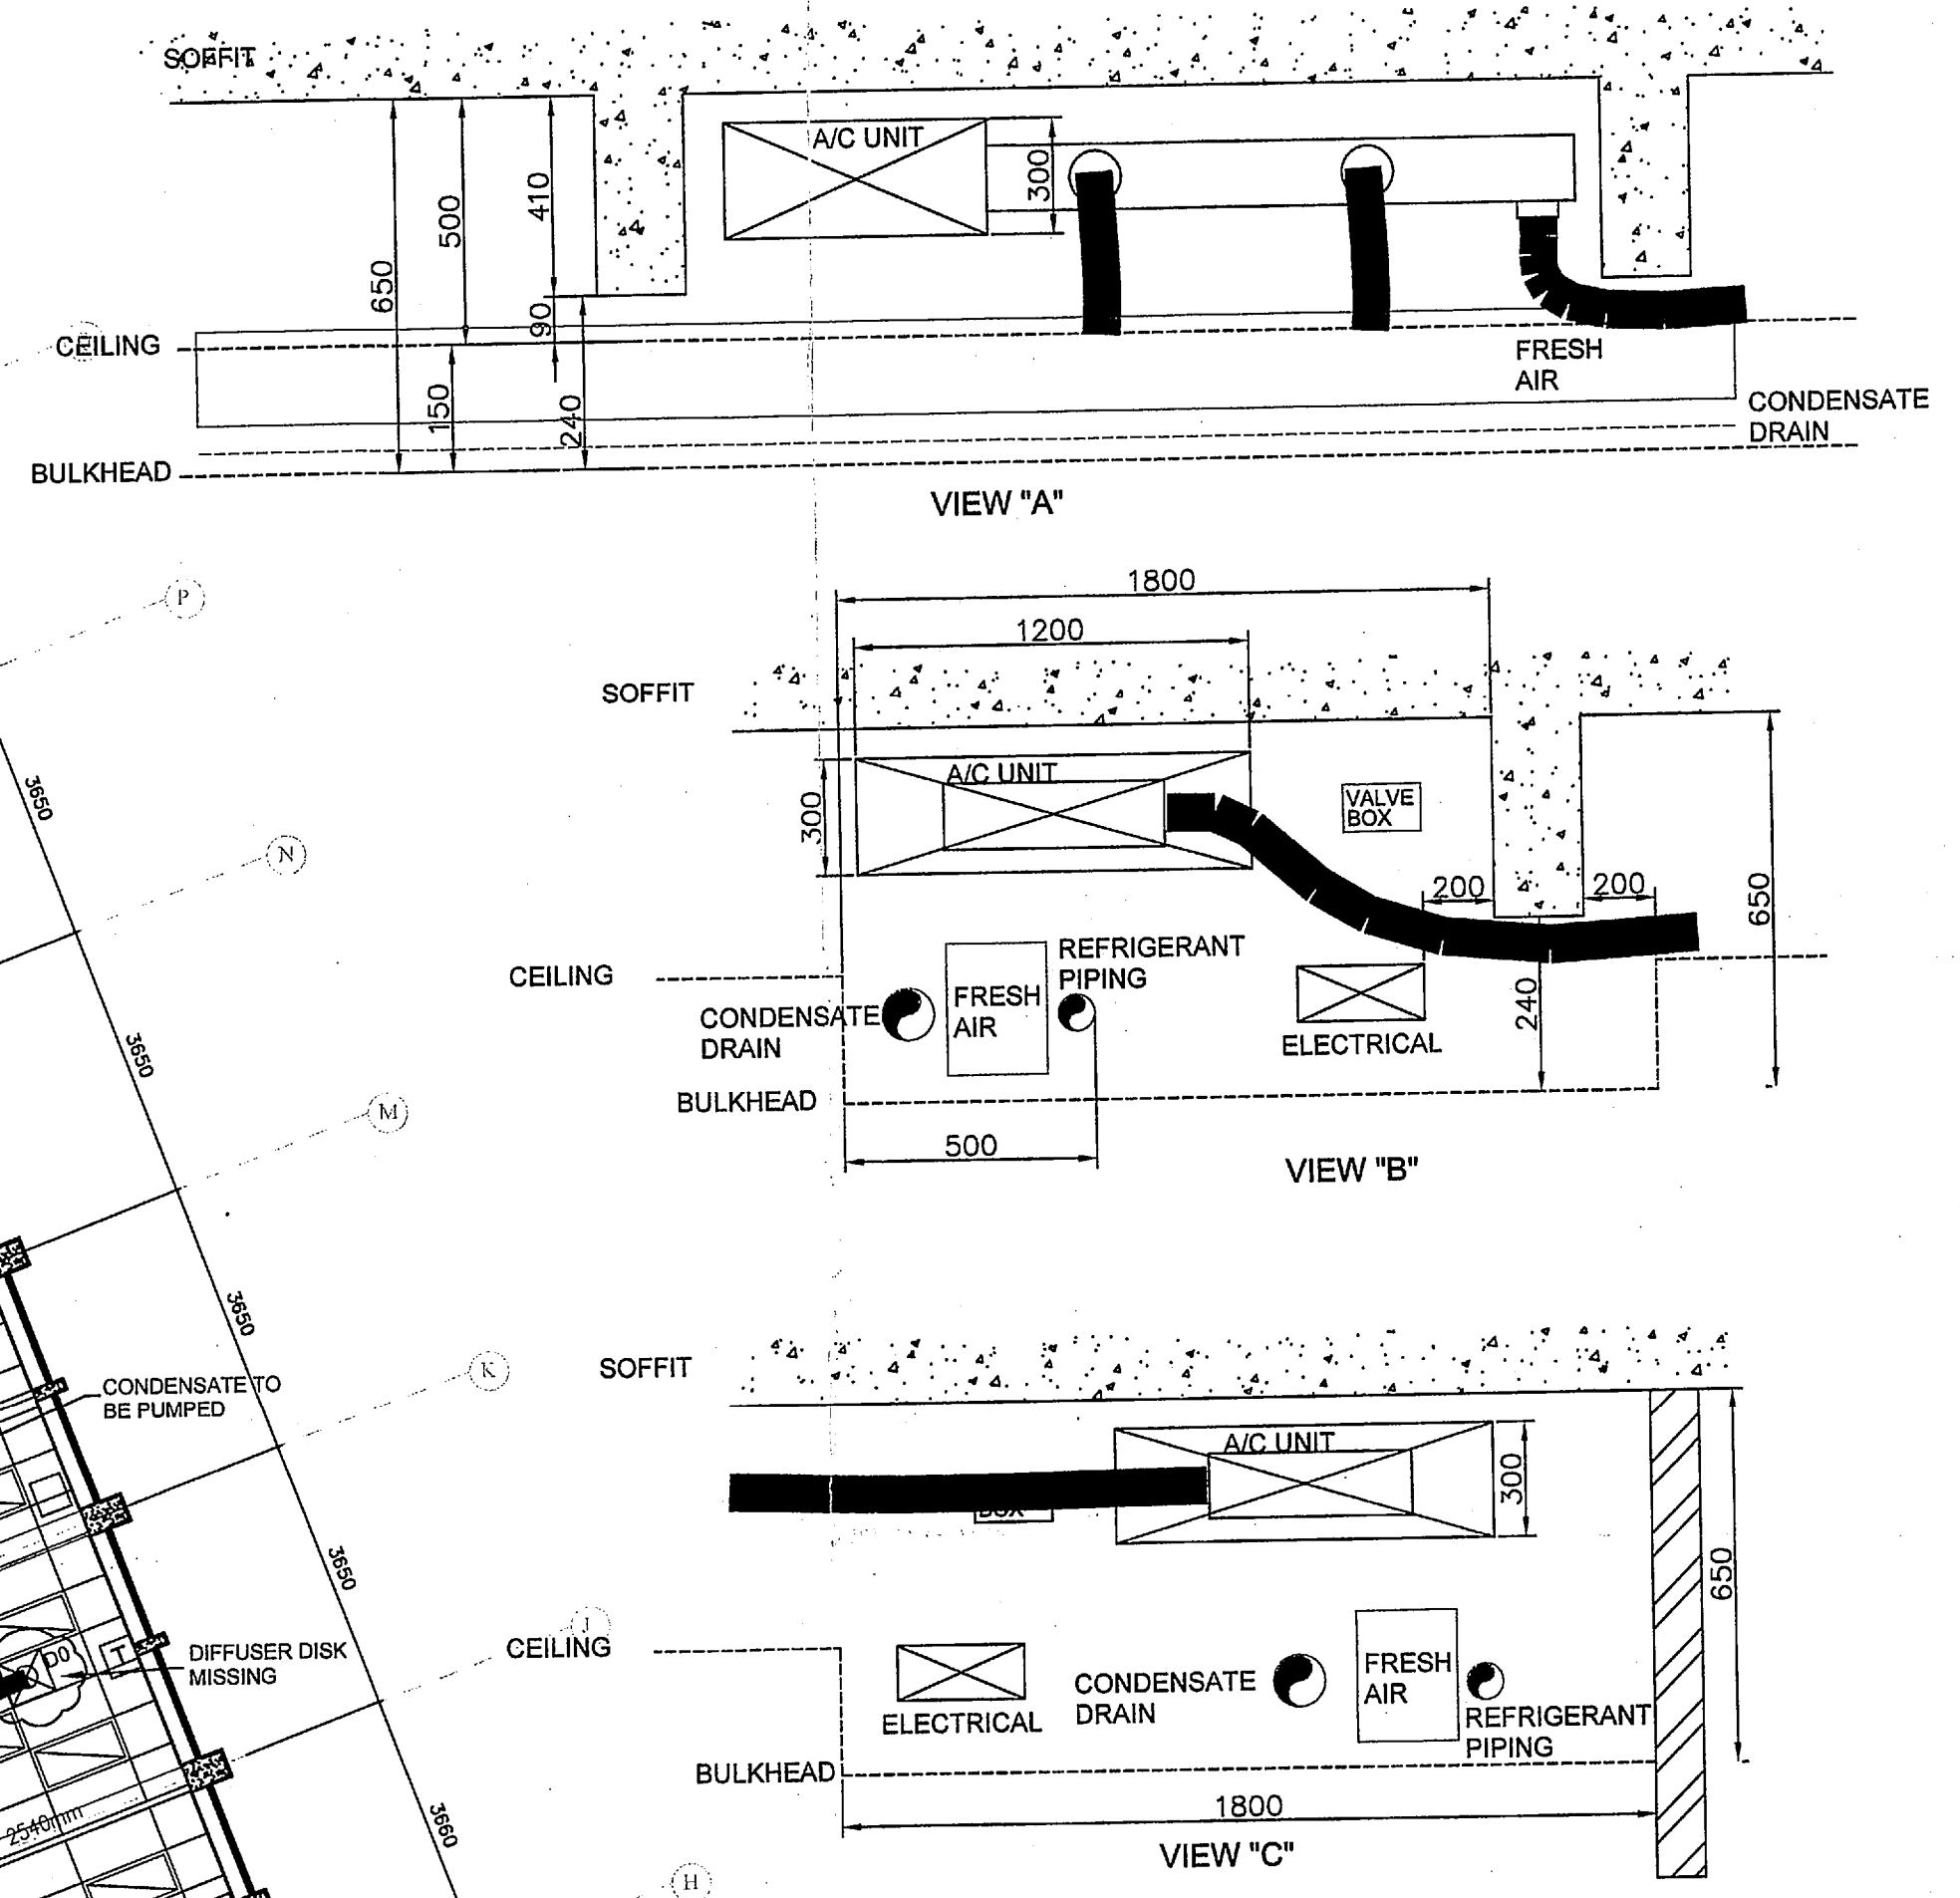 SOFFIT
A/C UNIT
300
410
500
650
90
CEILING
FRESH
AIR
150
240
CONDENSATE
DRAIN
BULKHEAD
VIEW "A"
1800
1200
SOFFIT
A/C UNIT
300
VALVE
BOX
200
200
650
CEILING
REFRIGERANT
PIPING
CONDENSATE
DRAIN
FRESH
AIR
240
ELECTRICAL
BULKHEAD
500
VIEW "B"
SOFFIT
A/C UNIT
300
BOX
650
CEILING
ELECTRICAL
CONDENSATE
DRAIN
FRESH
AIR
REFRIGERANT
PIPING
BULKHEAD
1800
VIEW "C"
P
N
M
K
J
H
3650
3650
3650
3650
3660
CONDENSATE TO
BE PUMPED
DIFFUSER DISK
MISSING
D0
T
2540mm